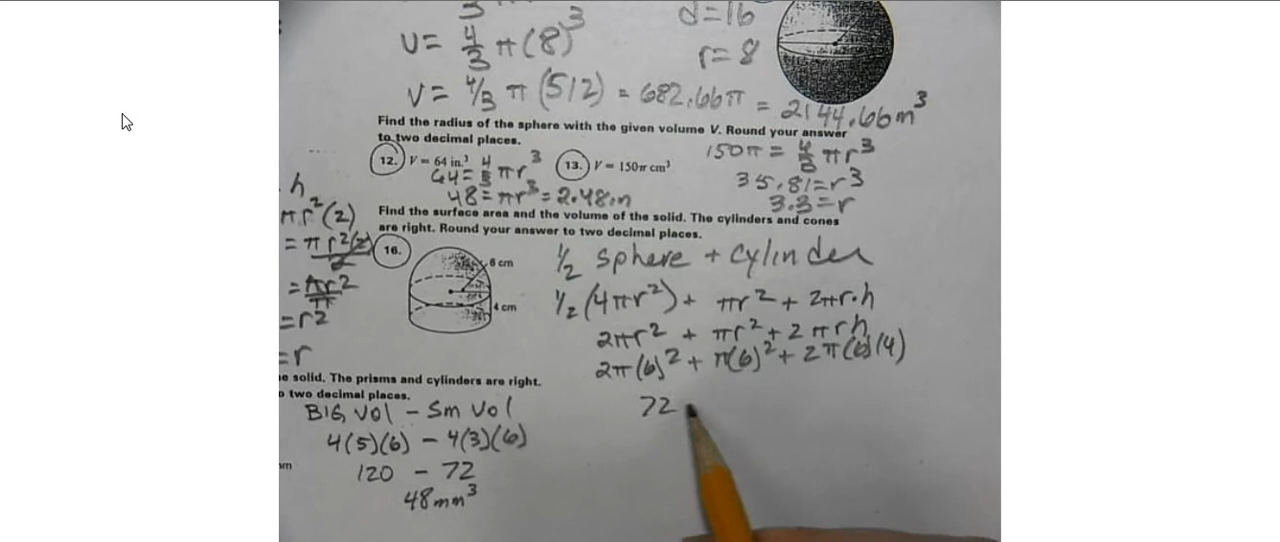 d=16
V= 4/3 π(8)³
r=8
V= 4/3 π (512) = 682.66π = 2144.66m³
Find the radius of the sphere with the given volume V. Round your answer
to two decimal places.
12. V = 64 in.³
64= 4/3 πr³
48=πr³=2.48in
13. V = 150π cm³
150π = 4/3 πr³
35.81=r³
3.3=r
Find the surface area and the volume of the solid. The cylinders and cones
are right. Round your answer to two decimal places.
16.
6 cm
4 cm
½ sphere + cylinder
½(4πr²) + πr² + 2πr·h
2πr² + πr² + 2πrh
2π(6)² + π(6)² + 2π(6)(4)
72
. h
πr²(2)
= πr²(2)/2
= πr²/π
=r²
=r
e solid. The prisms and cylinders are right.
two decimal places.
BIG Vol - Sm Vol
4(5)(6) - 4(3)(6)
120 - 72
48mm³